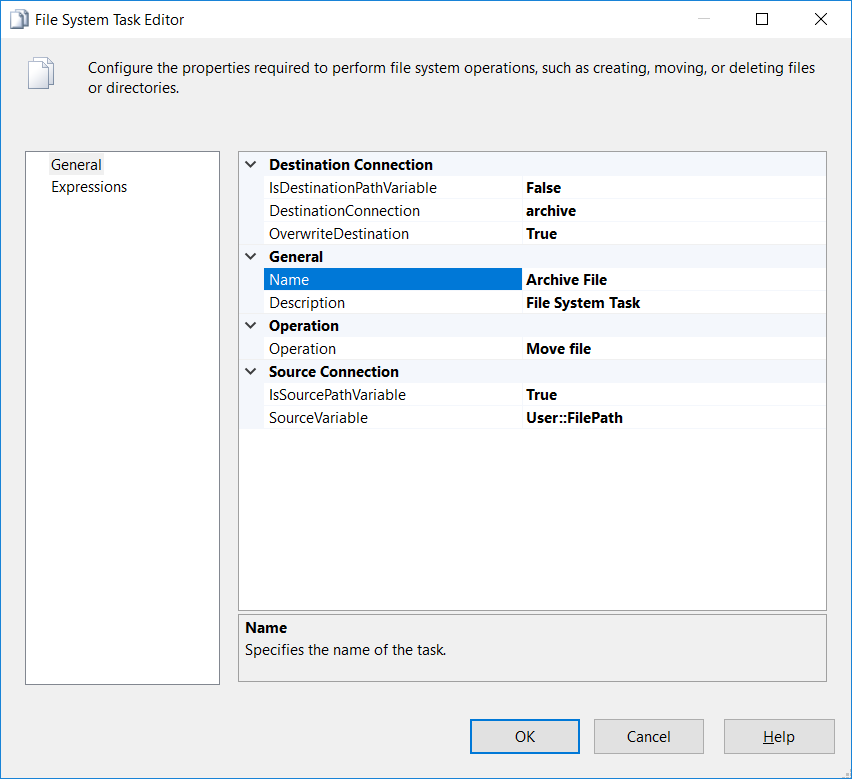 File System Task Editor
Configure the properties required to perform file system operations, such as creating, moving, or deleting files
or directories.
General
Expressions
Destination Connection
IsDestinationPathVariable False
DestinationConnection archive
OverwriteDestination True
General
Name Archive File
Description File System Task
Operation
Operation Move file
Source Connection
IsSourcePathVariable True
SourceVariable User::FilePath
Name
Specifies the name of the task.
OK Cancel Help